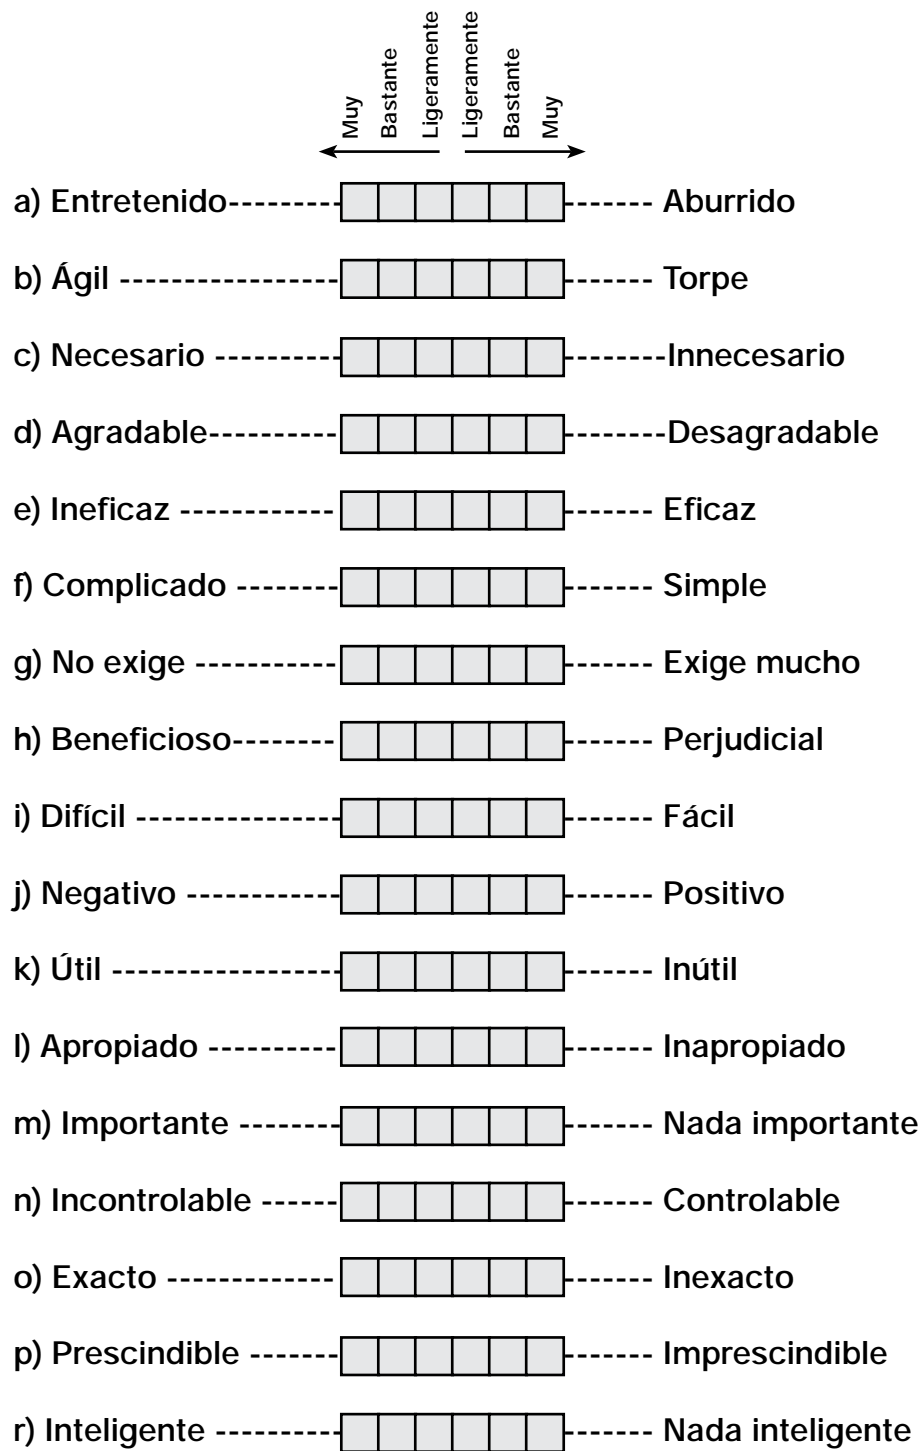 Muy Bastante Ligeramente Ligeramente Bastante Muy
a) Entretenido Aburrido
b) Ágil Torpe
c) Necesario Innecesario
d) Agradable Desagradable
e) Ineficaz Eficaz
f) Complicado Simple
g) No exige Exige mucho
h) Beneficioso Perjudicial
i) Difícil Fácil
j) Negativo Positivo
k) Útil Inútil
l) Apropiado Inapropiado
m) Importante Nada importante
n) Incontrolable Controlable
o) Exacto Inexacto
p) Prescindible Imprescindible
r) Inteligente Nada inteligente